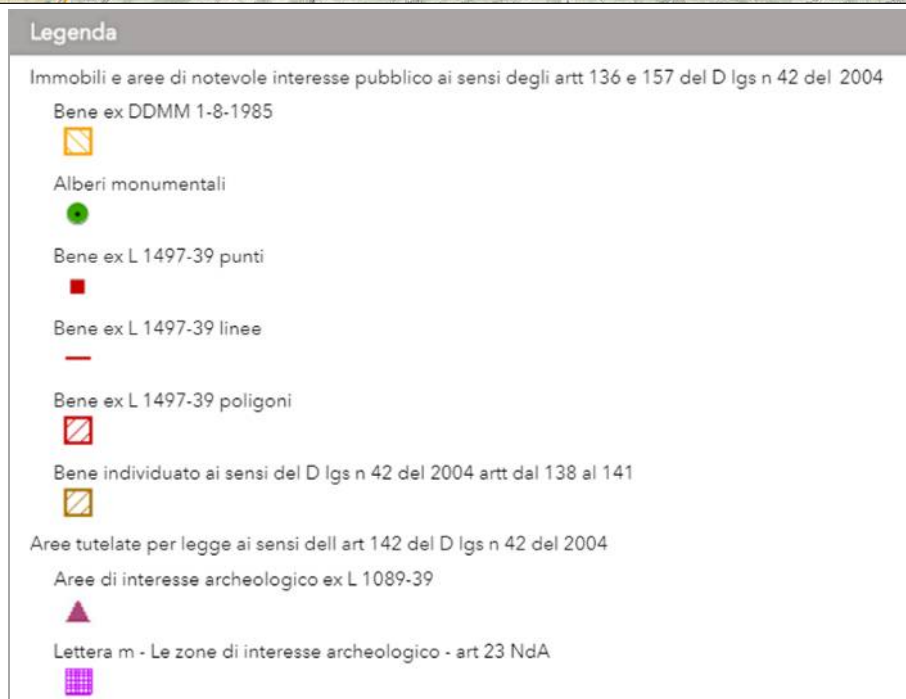 Legenda
Immobili e aree di notevole interesse pubblico ai sensi degli artt 136 e 157 del D lgs n 42 del 2004
Bene ex DDMM 1-8-1985
Alberi monumentali
Bene ex L 1497-39 punti
Bene ex L 1497-39 linee
Bene ex L 1497-39 poligoni
Bene individuato ai sensi del D lgs n 42 del 2004 artt dal 138 al 141
Aree tutelate per legge ai sensi dell art 142 del D lgs n 42 del 2004
Aree di interesse archeologico ex L 1089-39
Lettera m - Le zone di interesse archeologico - art 23 NdA